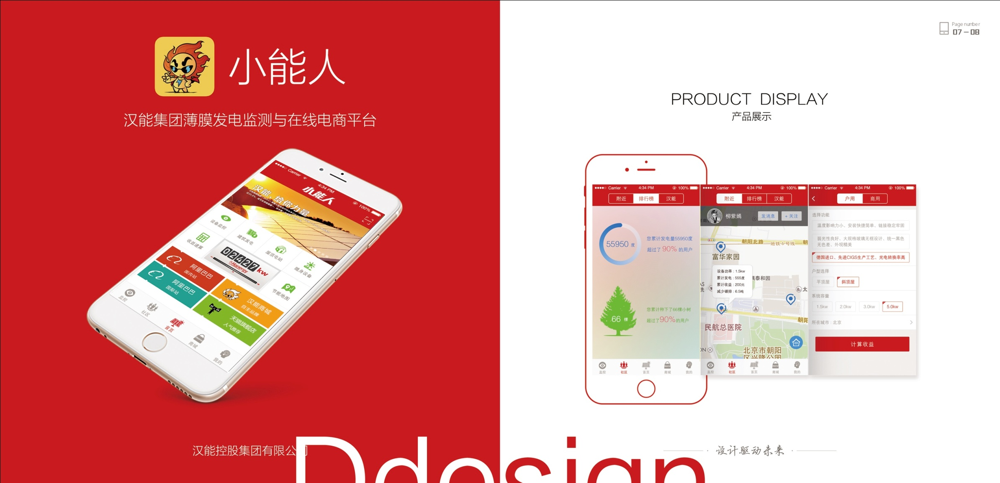 小能人
汉能集团薄膜发电监测与在线电商平台
Carrier
4:34 PM
100%
小能人
汉能，给你力量
设备监控
建筑发电
屋顶电站
随身设备
收益速算
02427kw
Hanergy
节能地图
阿里巴巴
国内站
汉能商城
自主品牌
阿里巴巴
国际站
天猫旗舰店
人气推荐
监控
社区
首页
商城
我的
汉能控股集团有限公司
Ddesign
Page number
07-08
PRODUCT DISPLAY
产品展示
Carrier 4:34 PM 100%
附近 排行榜 汉能
55950 度
您累计发电量55950度
超过了 90% 的用户
66 棵
您累计种下了66棵小树
超过了90%的用户
监控 社区 首页 商城 我的
Carrier 4:34 PM 100%
附近 排行榜 汉能
柳紫嫣 发消息 + 关注
朝阳北路 地铁6号线 朝
富华家园
设备功率：1.5kw
累计发电：555度
累计收益：200元
减少碳排：6.5吨
泰和园
太
朝阳
民航总医院
北京市朝阳
区兴隆公园
监控 社区 首页 商城 我的
Carrier 4:34 PM 100%
户用 商用
选择功能
温度影响力小、安装快捷简单、链接稳定牢固
弱光性良好、大规格玻璃无框设计、统一黑色
无色差、外观精美
德国进口、先进CIGS生产工艺、光电转换率高
户型选择
平顶屋 斜顶屋
系统容量
1.5kw 2.0kw 3.0kw 5.0kw
所在城市：北京
计算收益
设计驱动未来